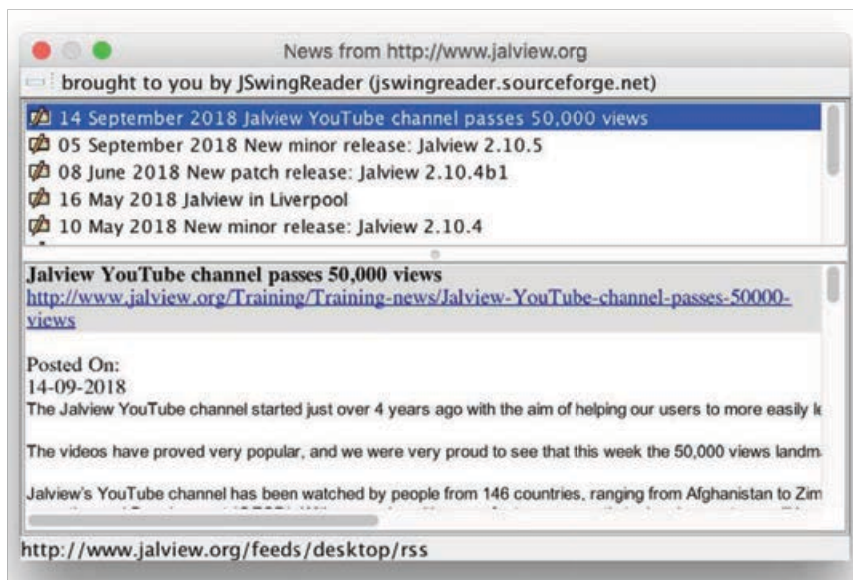 News from http://www.jalview.org
brought to you by JSwingReader (jswingreader.sourceforge.net)
14 September 2018 Jalview YouTube channel passes 50,000 views
05 September 2018 New minor release: Jalview 2.10.5
08 June 2018 New patch release: Jalview 2.10.4b1
16 May 2018 Jalview in Liverpool
10 May 2018 New minor release: Jalview 2.10.4
Jalview YouTube channel passes 50,000 views
http://www.jalview.org/Training/Training-news/Jalview-YouTube-channel-passes-50000-
views
Posted On:
14-09-2018
The Jalview YouTube channel started just over 4 years ago with the aim of helping our users to more easily
The videos have proved very popular, and we were very proud to see that this week the 50,000 views landm
Jalview's YouTube channel has been watched by people from 146 countries, ranging from Afghanistan to Zim
http://www.jalview.org/feeds/desktop/rss